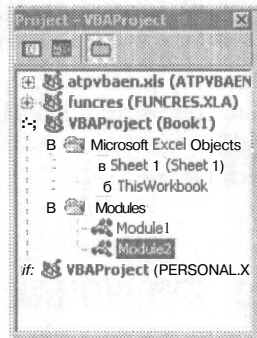 Project - VBAProject
atpvbaen.xls (ATPVBAEN
funcres (FUNCRES.XLA)
VBAProject (Book1)
В Microsoft Excel Objects
в Sheet 1 (Sheet 1)
б ThisWorkbook
В Modules
Module1
Module2
if: VBAProject (PERSONAL.X